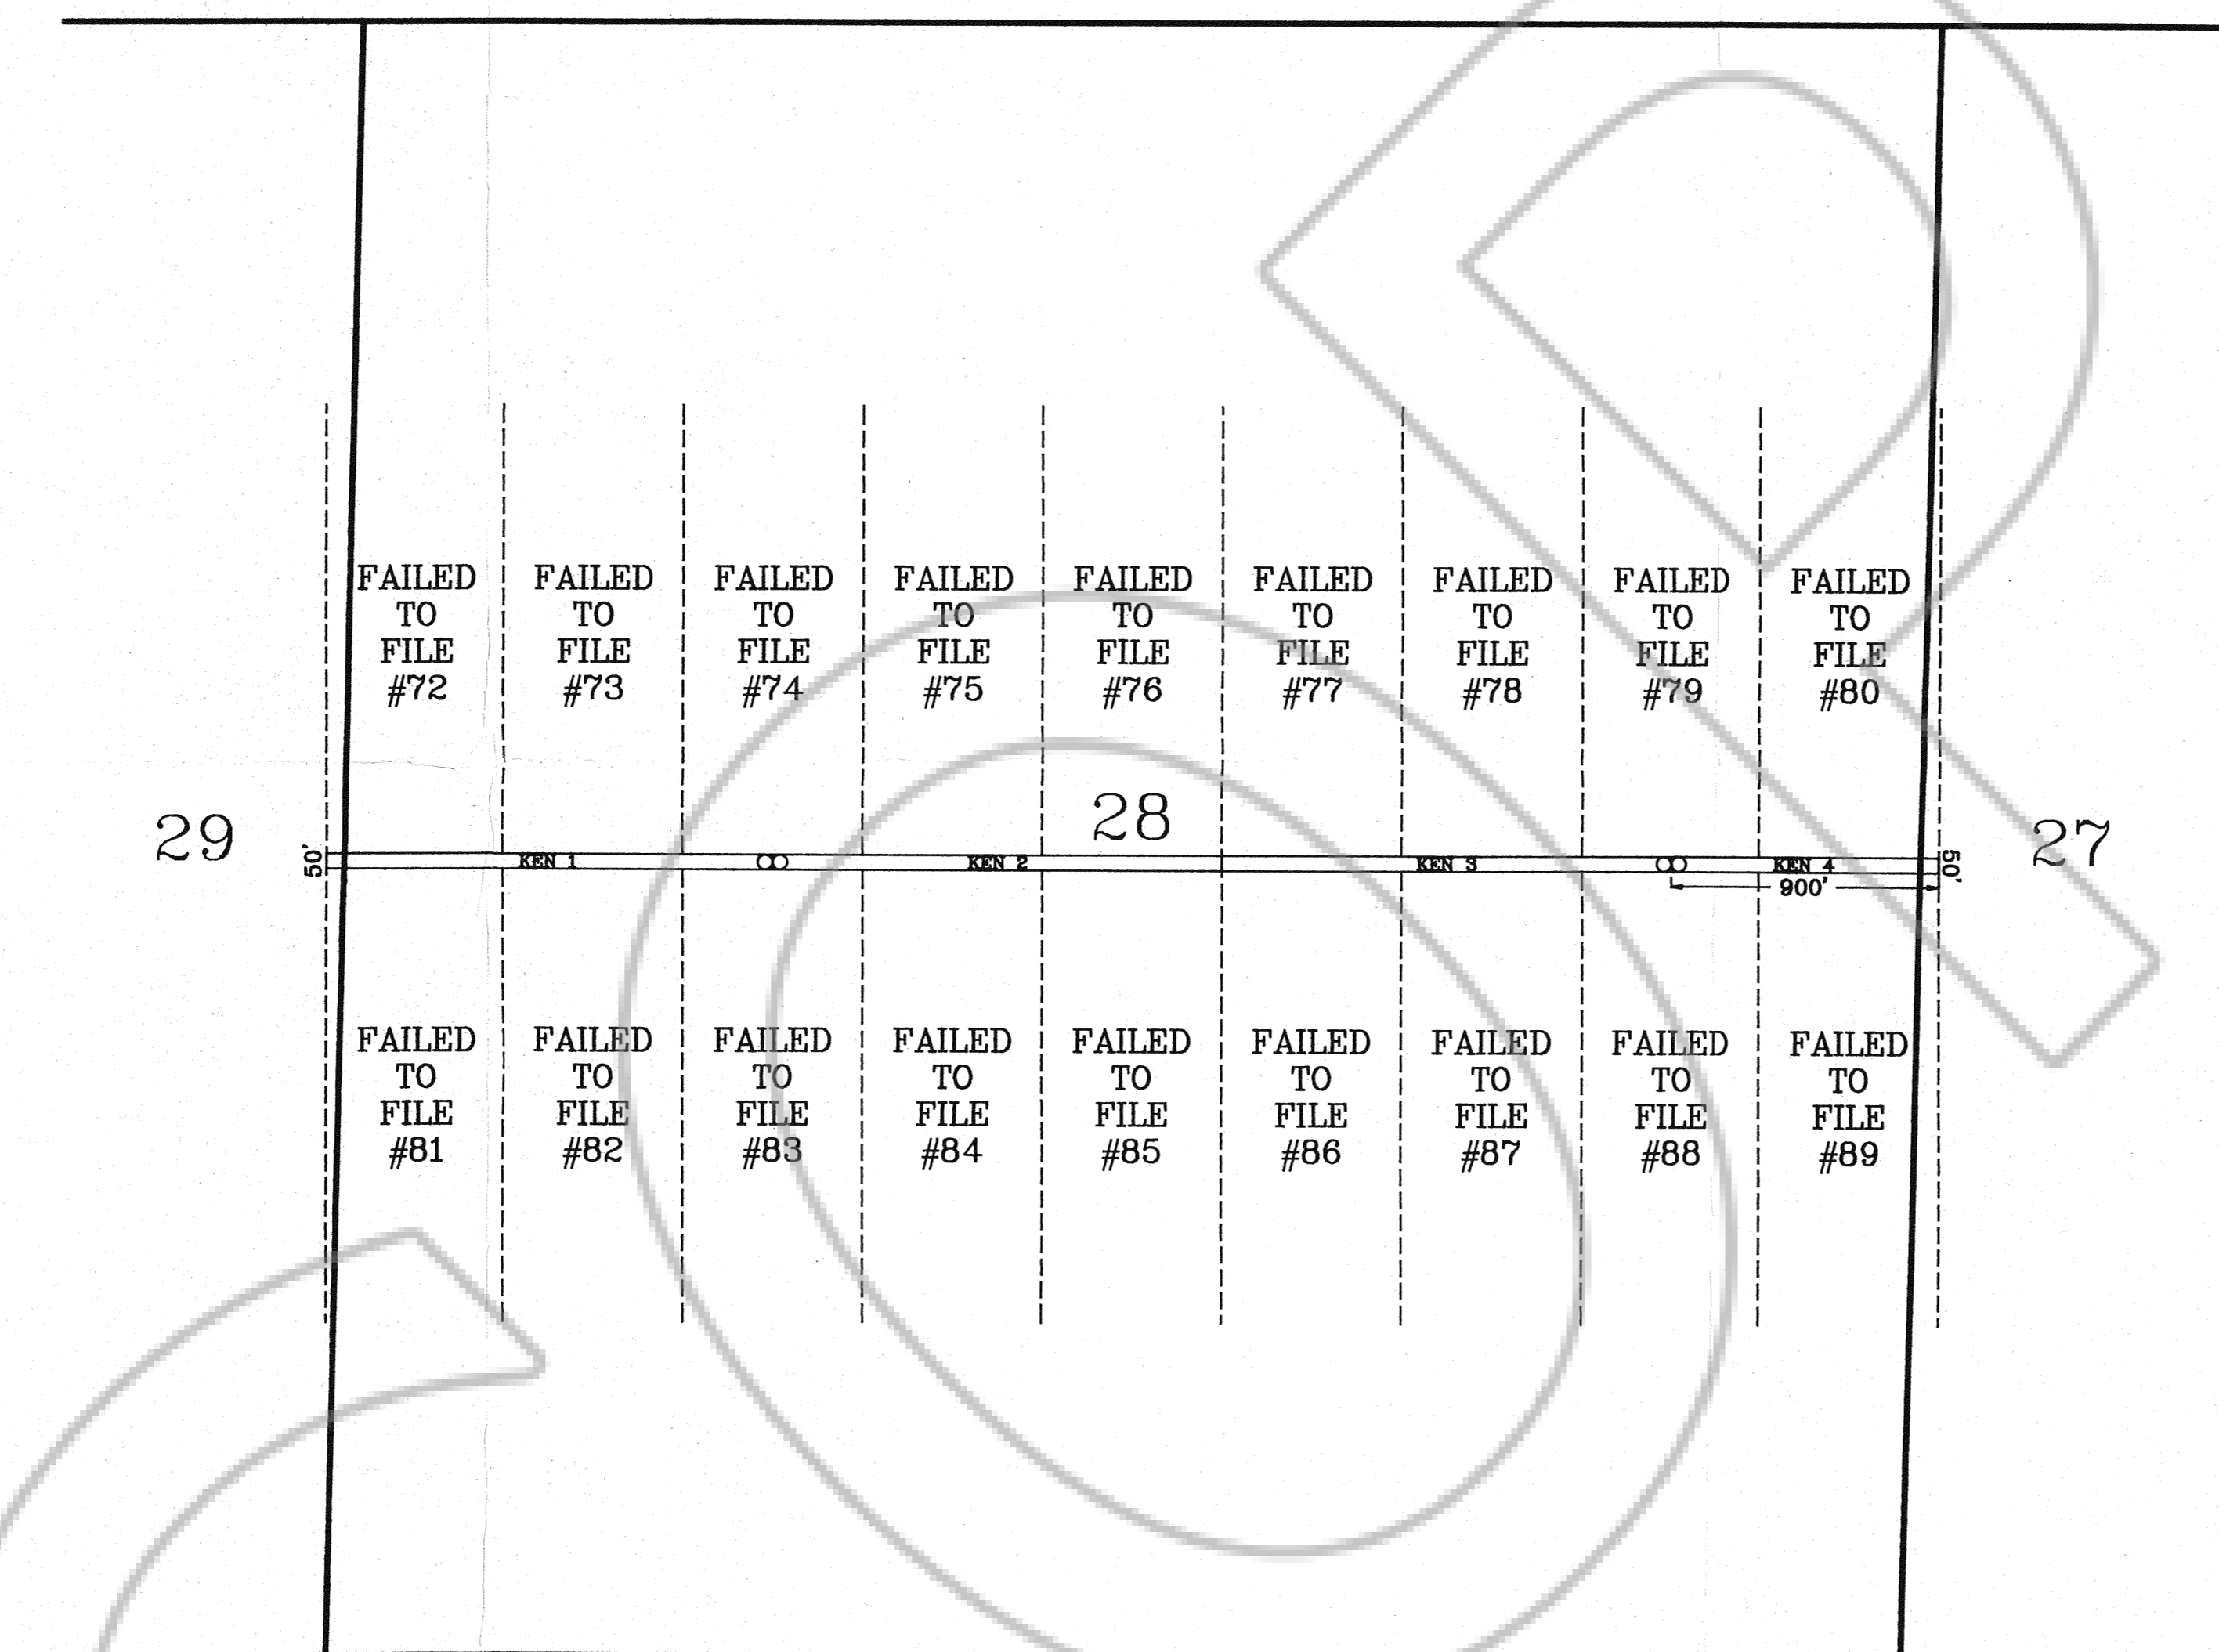 FAILED TO FILE #72
FAILED TO FILE #73
FAILED TO FILE #74
FAILED TO FILE #75
FAILED TO FILE #76
FAILED TO FILE #77
FAILED TO FILE #78
FAILED TO FILE #79
FAILED TO FILE #80
29
28
27
50'
KEN 1
KEN 2
KEN 3
KEN 4
50'
900'
FAILED TO FILE #81
FAILED TO FILE #82
FAILED TO FILE #83
FAILED TO FILE #84
FAILED TO FILE #85
FAILED TO FILE #86
FAILED TO FILE #87
FAILED TO FILE #88
FAILED TO FILE #89